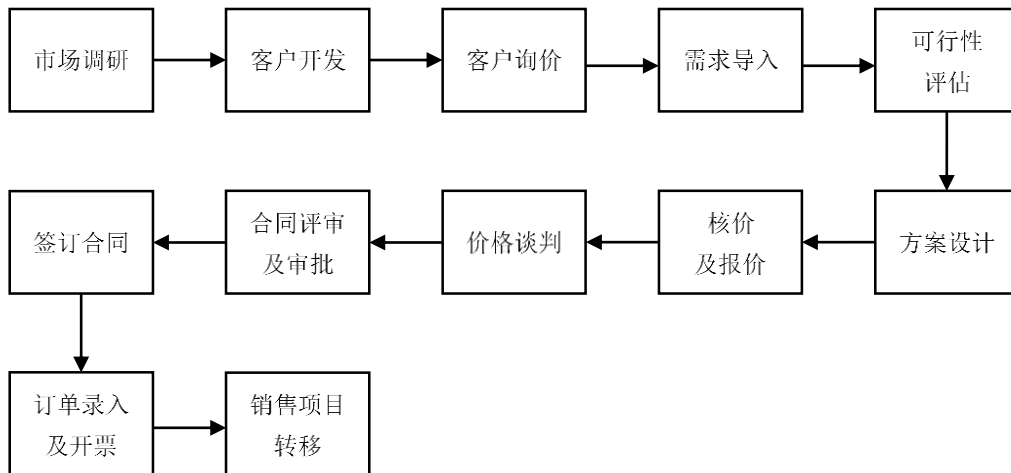 市场调研
客户开发
客户询价
需求导入
可行性
评估
签订合同
合同评审
及审批
价格谈判
核价
及报价
方案设计
订单录入
及开票
销售项目
转移